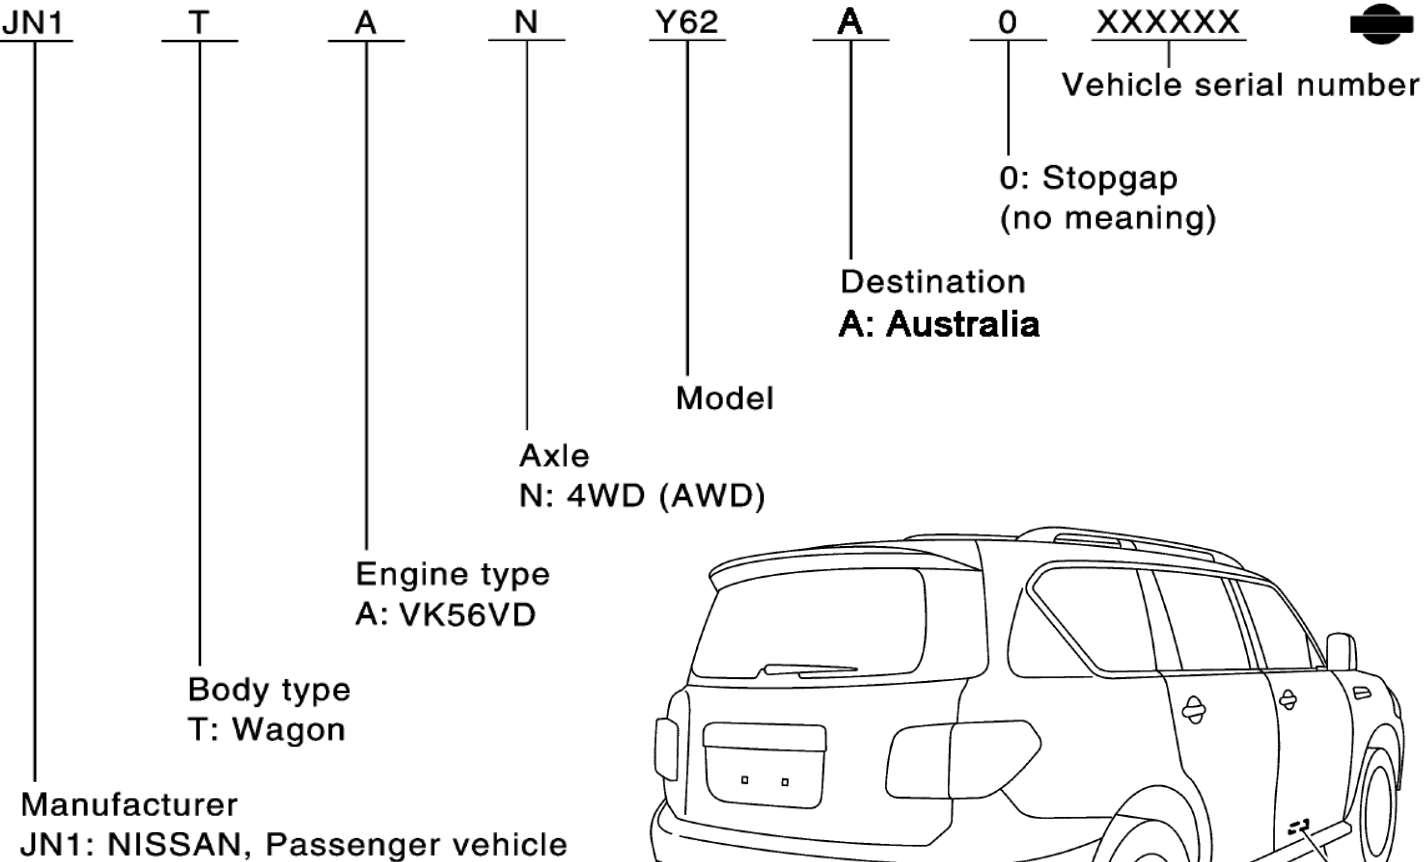 JN1 T A N Y62 A 0 XXXXXX
Vehicle serial number
0: Stopgap
(no meaning)
Destination
A: Australia
Model
Axle
N: 4WD (AWD)
Engine type
A: VK56VD
Body type
T: Wagon
Manufacturer
JN1: NISSAN, Passenger vehicle